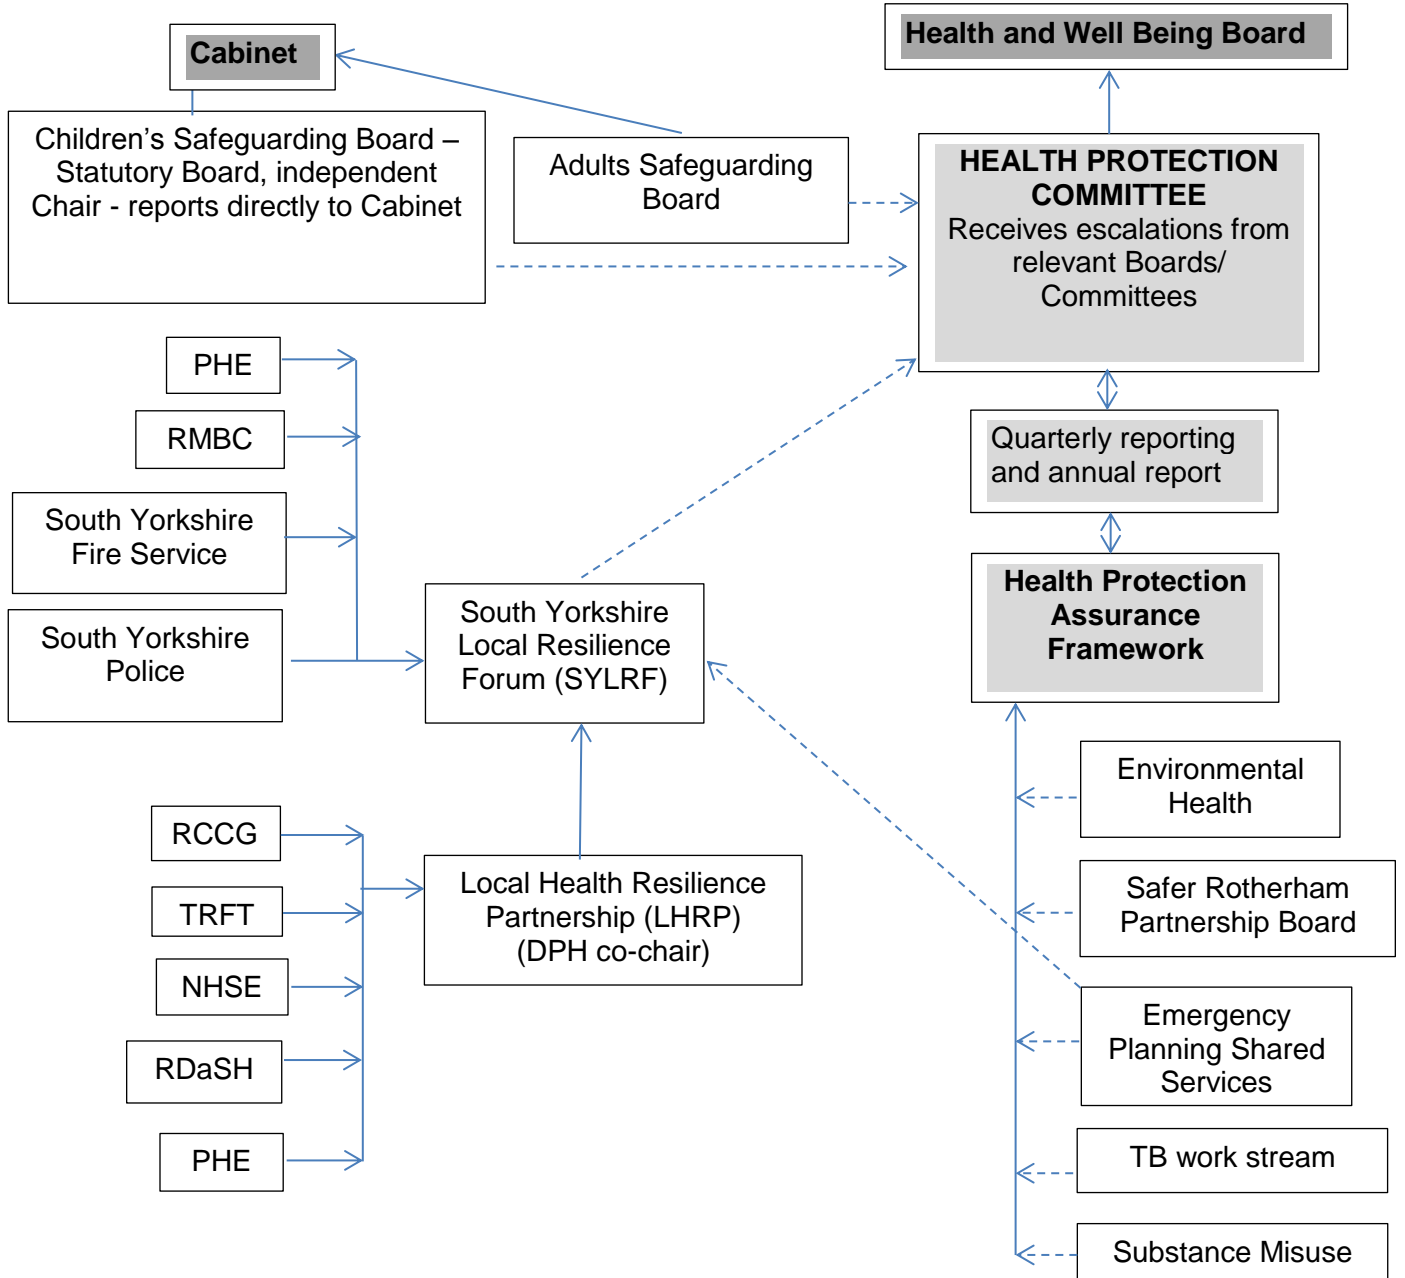 Cabinet
Health and Well Being Board
Children’s Safeguarding Board –
Statutory Board, independent
Chair - reports directly to Cabinet
Adults Safeguarding
Board
HEALTH PROTECTION
COMMITTEE
Receives escalations from
relevant Boards/
Committees
PHE
RMBC
South Yorkshire
Fire Service
South Yorkshire
Police
Quarterly reporting
and annual report
South Yorkshire
Local Resilience
Forum (SYLRF)
Health Protection
Assurance
Framework
RCCG
TRFT
NHSE
RDaSH
PHE
Local Health Resilience
Partnership (LHRP)
(DPH co-chair)
Environmental
Health
Safer Rotherham
Partnership Board
Emergency
Planning Shared
Services
TB work stream
Substance Misuse